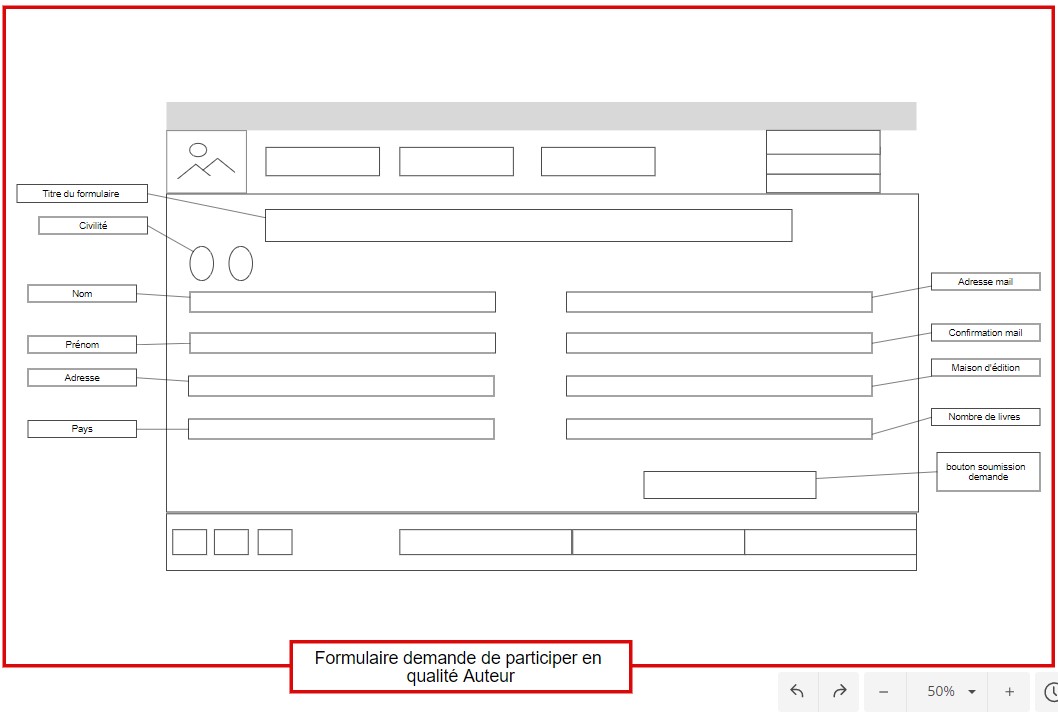 Titre du formulaire
Civilité
Nom
Prénom
Adresse
Pays
Adresse mail
Confirmation mail
Maison d'édition
Nombre de livres
bouton soumission
demande
Formulaire demande de participer en
qualité Auteur
50%